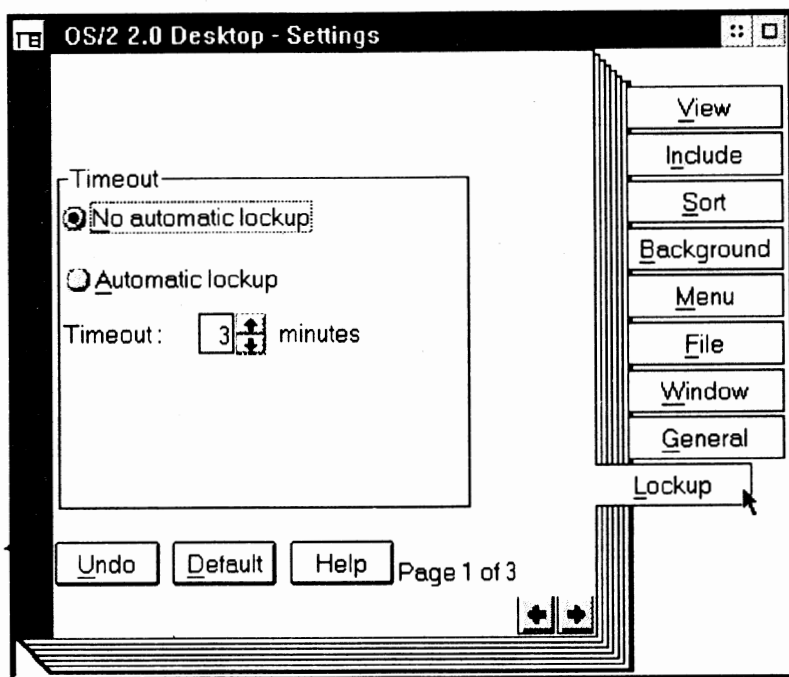 OS/2 2.0 Desktop - Settings
View
Include
Sort
Background
Menu
File
Window
General
Lockup
Timeout
No automatic lockup
Automatic lockup
Timeout: 3 minutes
Undo Default Help Page 1 of 3